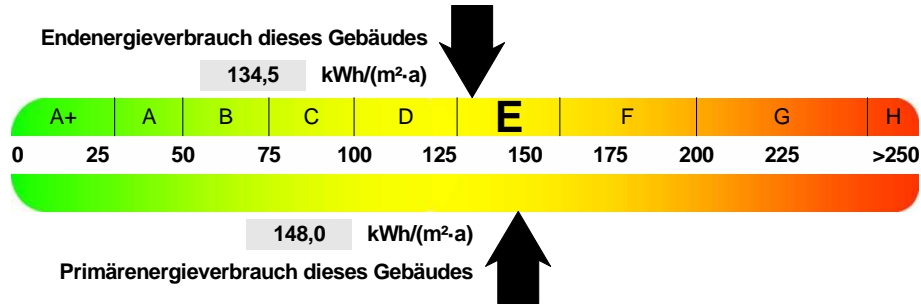 Endenergieverbrauch dieses Gebäudes
134,5 kWh/(m²·a)
A+ A B C D E F G H
0 25 50 75 100 125 150 175 200 225 >250
148,0 kWh/(m²·a)
Primärenergieverbrauch dieses Gebäudes